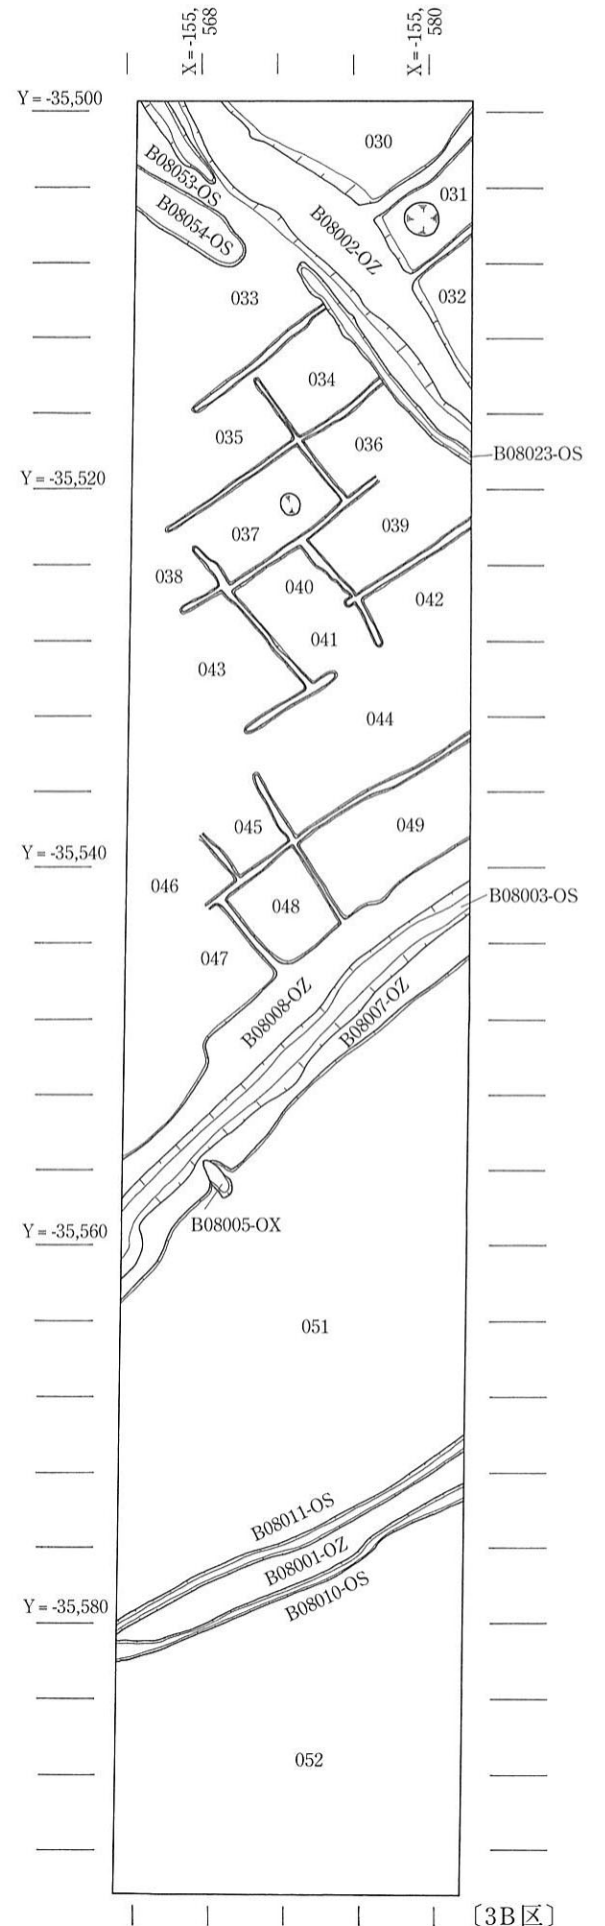 X = -155,
568
X = -155,
580
Y = -35,500
030
B08053-OS
031
B08054-OS
B08002-OZ
033
032
034
035
036
B08023-OS
Y = -35,520
037
039
038
040
042
041
043
044
045
049
Y = -35,540
046
B08003-OS
048
047
B08008-OZ
B08007-OZ
B08005-OX
Y = -35,560
051
B08011-OS
B08001-OZ
B08010-OS
Y = -35,580
052
〔3B区〕